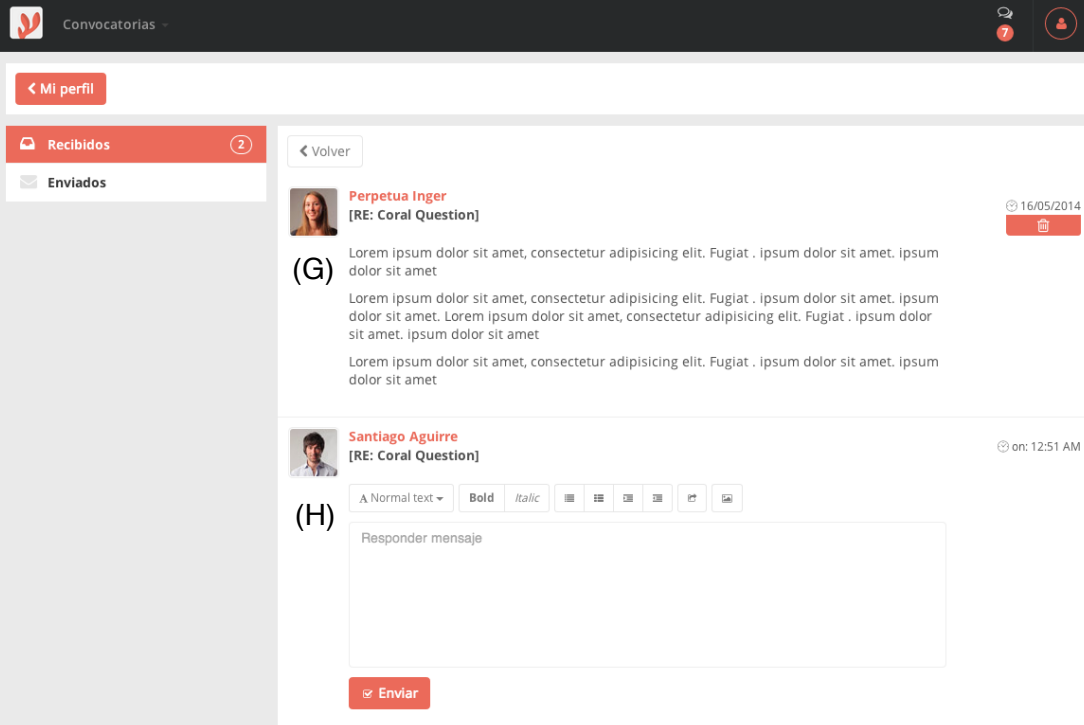 Convocatorias
7
Mi perfil
Recibidos 2
Enviados
Volver
Perpetua Inger
[RE: Coral Question]
16/05/2014
(G)
Lorem ipsum dolor sit amet, consectetur adipisicing elit. Fugiat . ipsum dolor sit amet. ipsum
dolor sit amet
Lorem ipsum dolor sit amet, consectetur adipisicing elit. Fugiat . ipsum dolor sit amet. ipsum
dolor sit amet. Lorem ipsum dolor sit amet, consectetur adipisicing elit. Fugiat . ipsum dolor
sit amet. ipsum dolor sit amet
Lorem ipsum dolor sit amet, consectetur adipisicing elit. Fugiat . ipsum dolor sit amet. ipsum
dolor sit amet
Santiago Aguirre
[RE: Coral Question]
on: 12:51 AM
(H)
A Normal text Bold Italic
Responder mensaje
Enviar